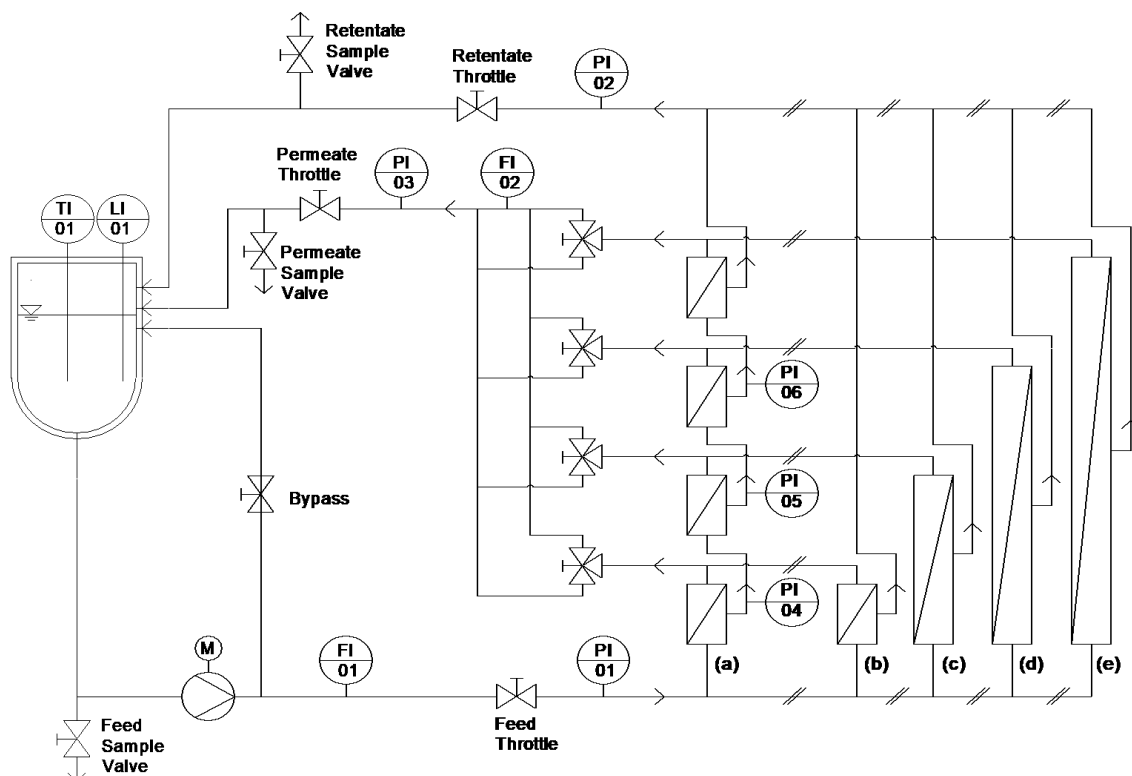 Retentate
Sample
Valve
Retentate
Throttle
PI
02
Permeate
Throttle
PI
03
FI
02
TI
01
LI
01
Permeate
Sample
Valve
PI
06
Bypass
PI
05
PI
04
M
FI
01
PI
01
(a)
(b)
(c)
(d)
(e)
Feed
Throttle
Feed
Sample
Valve